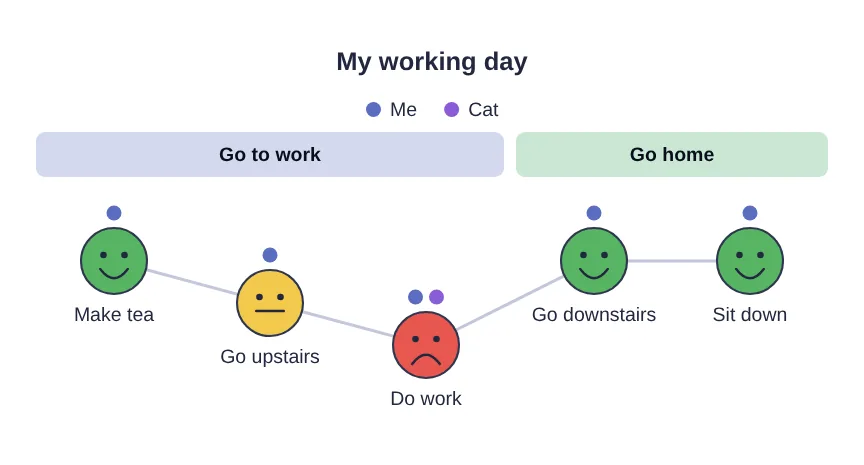 My working day
Me
Cat
Go to work
Go home
Make tea
Go upstairs
Do work
Go downstairs
Sit down